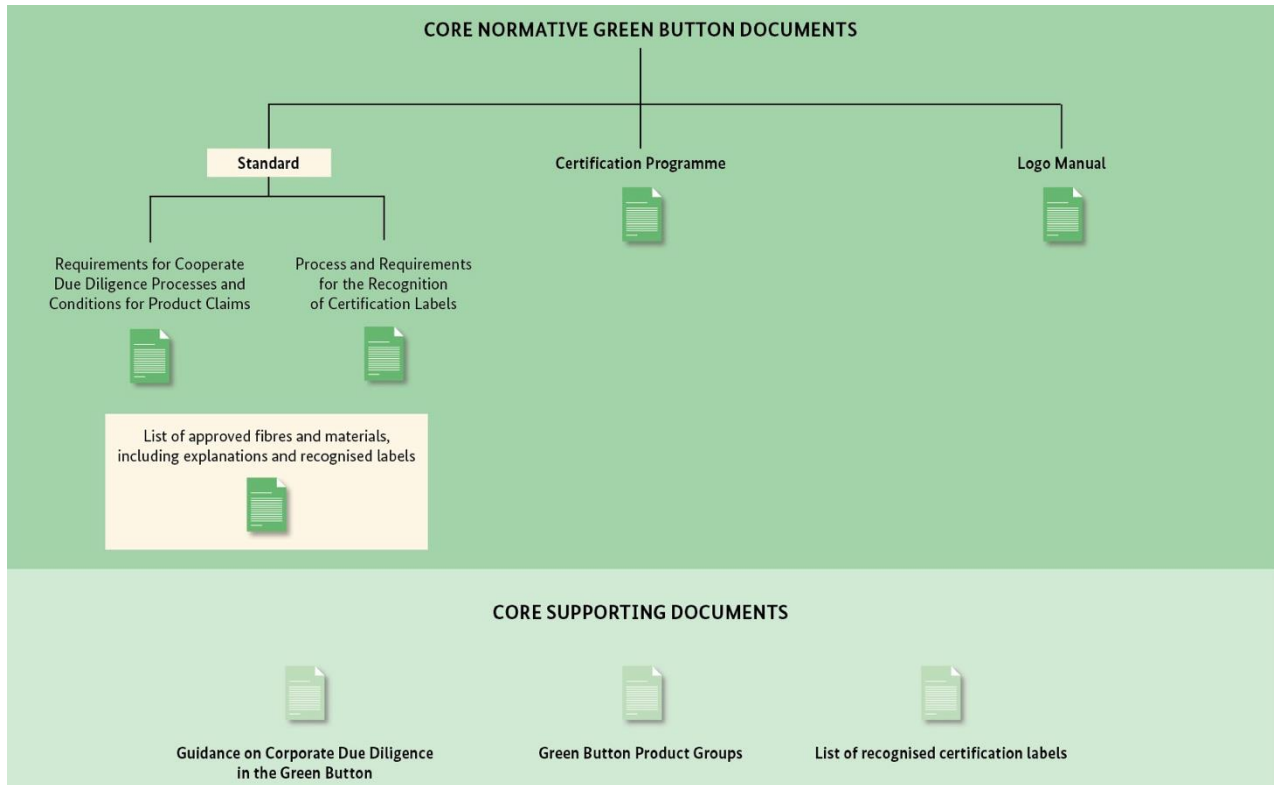 CORE NORMATIVE GREEN BUTTON DOCUMENTS
Standard
Certification Programme
Logo Manual
Requirements for Cooperate
Due Diligence Processes and
Conditions for Product Claims
Process and Requirements
for the Recognition
of Certification Labels
List of approved fibres and materials,
including explanations and recognised labels
CORE SUPPORTING DOCUMENTS
Guidance on Corporate Due Diligence
in the Green Button
Green Button Product Groups
List of recognised certification labels